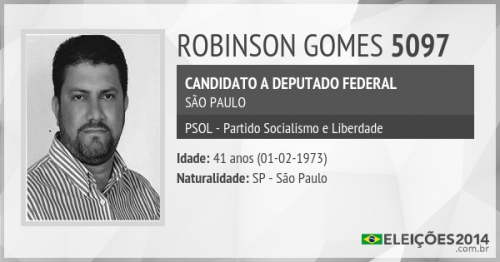 ROBINSON GOMES 5097
CANDIDATO A DEPUTADO FEDERAL
SÃO PAULO
PSOL - Partido Socialismo e Liberdade
Idade: 41 anos (01-02-1973)
Naturalidade: SP - São Paulo
ELEIÇÕES2014
.com.br